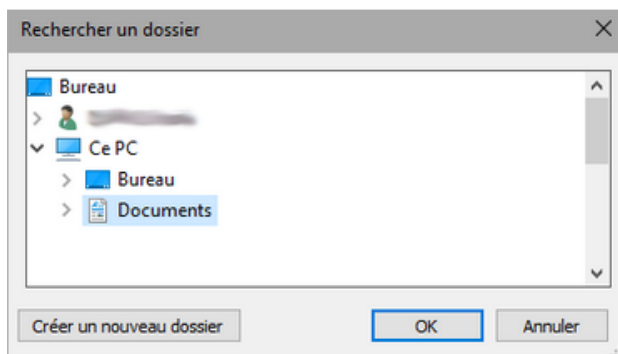 Rechercher un dossier
Bureau
Ce PC
Bureau
Documents
Créer un nouveau dossier
OK
Annuler